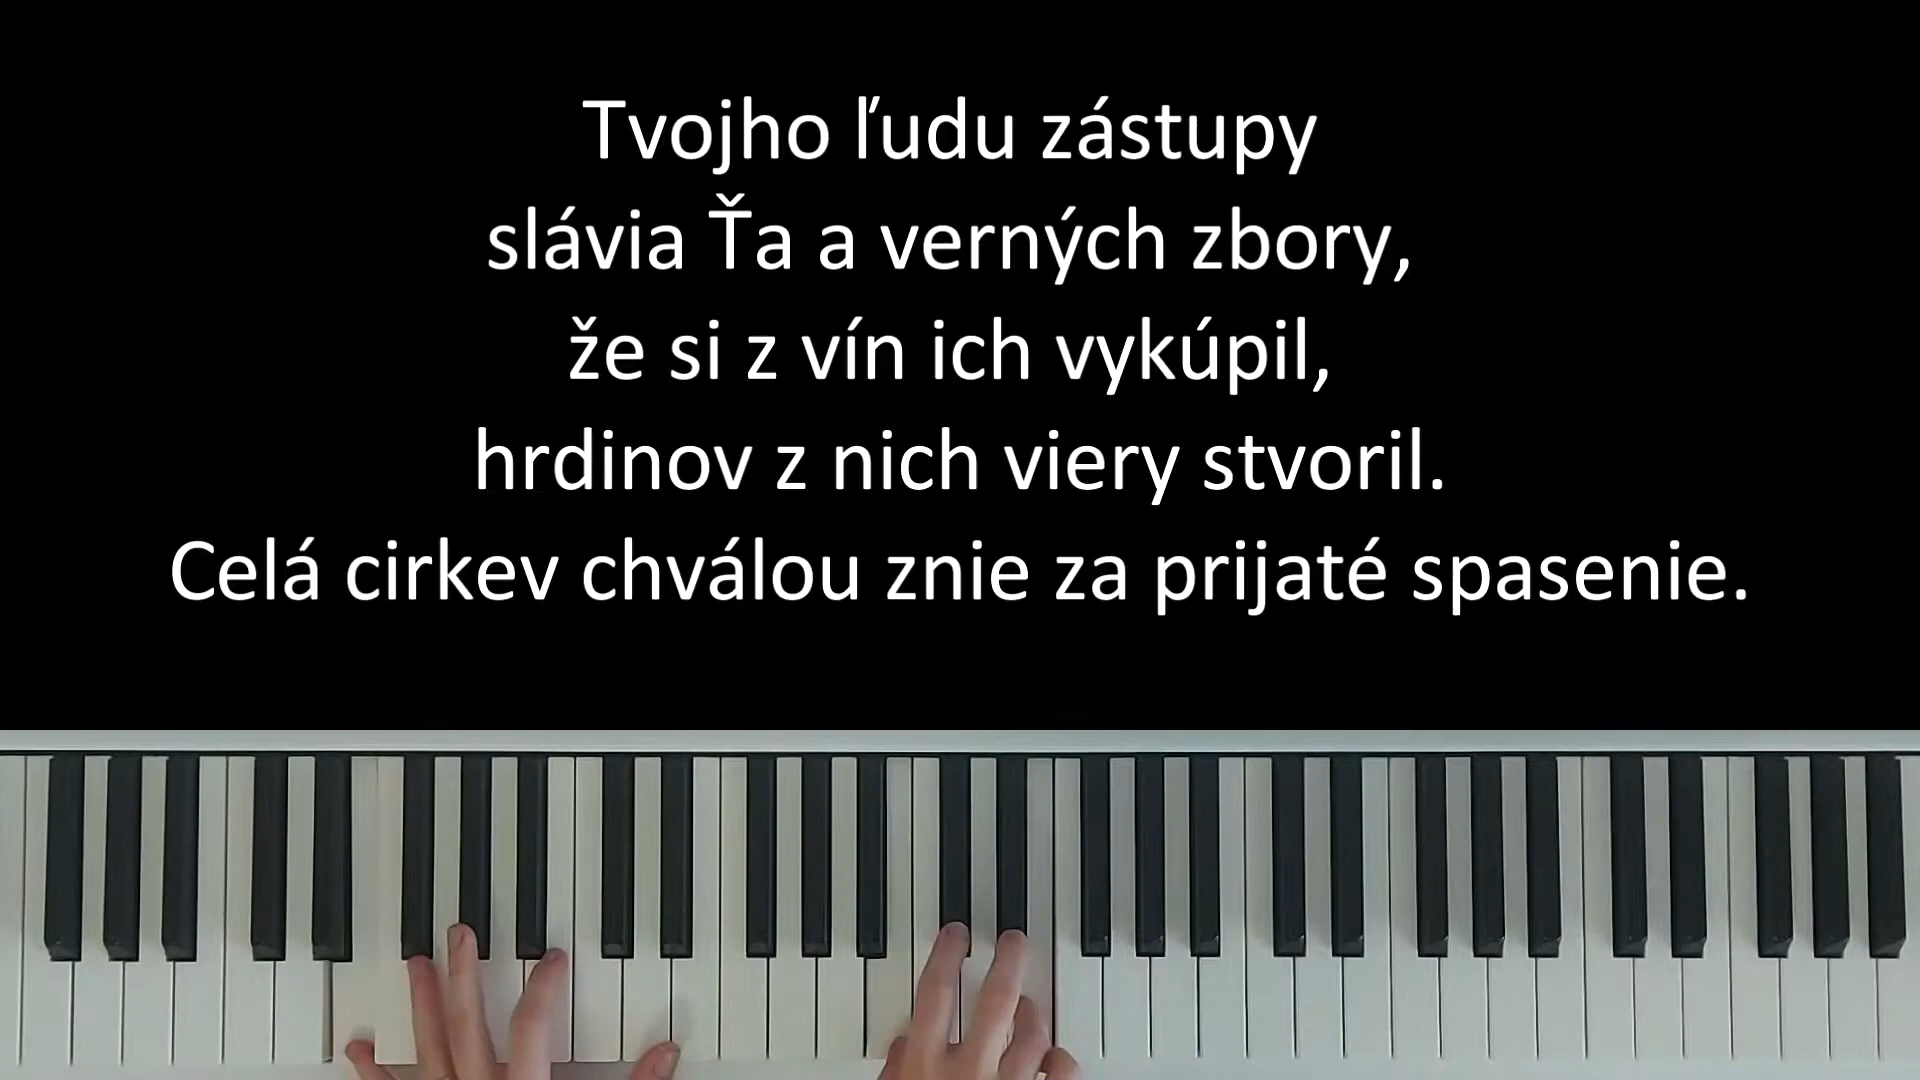 Tvojho ľudu zástupy
slávia Ťa a verných zbory,
že si z vín ich vykúpil,
hrdinov z nich viery stvoril.
Celá cirkev chválou znie za prijaté spasenie.